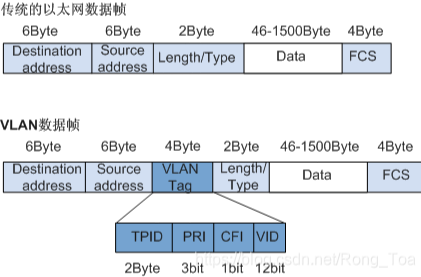 传统的以太网数据帧
6Byte 6Byte 2Byte 46-1500Byte 4Byte
Destination address Source address Length/Type Data FCS
VLAN数据帧
6Byte 6Byte 4Byte 2Byte 46-1500Byte 4Byte
Destination address Source address VLAN Tag Length/Type Data FCS
TPID PRI CFI VID
2Byte 3bit 1bit 12bit
https://blog.csdn.net/Rong_Toa